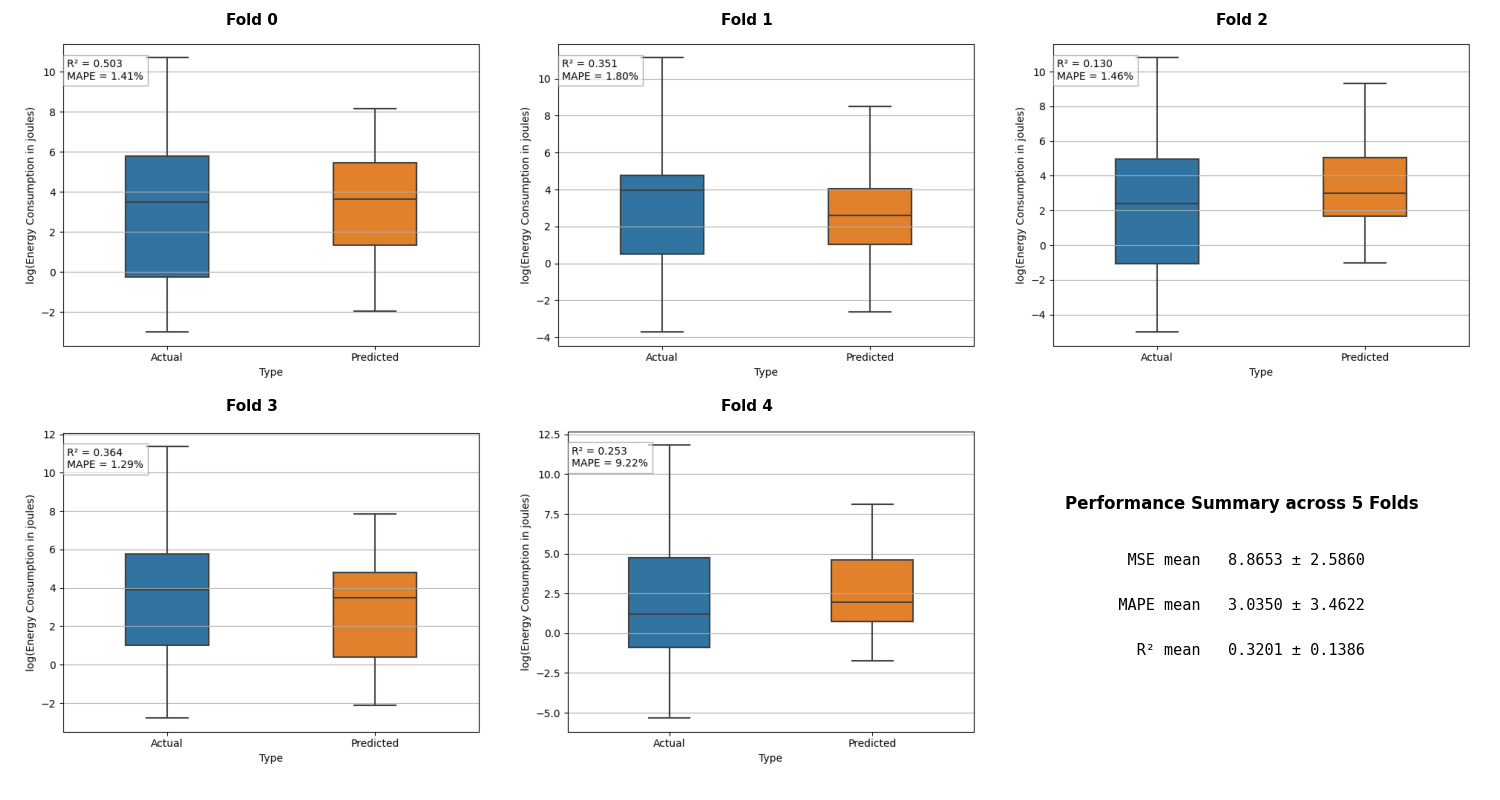 Fold 0
R² = 0.503
MAPE = 1.41%
log(Energy Consumption in joules)
10
8
6
4
2
0
−2
Actual
Predicted
Type
Fold 1
R² = 0.351
MAPE = 1.80%
log(Energy Consumption in joules)
10
8
6
4
2
0
−2
−4
Actual
Predicted
Type
Fold 2
R² = 0.130
MAPE = 1.46%
log(Energy Consumption in joules)
10
8
6
4
2
0
−2
−4
Actual
Predicted
Type
Fold 3
R² = 0.364
MAPE = 1.29%
log(Energy Consumption in joules)
12
10
8
6
4
2
0
−2
Actual
Predicted
Type
Fold 4
R² = 0.253
MAPE = 9.22%
log(Energy Consumption in joules)
12.5
10.0
7.5
5.0
2.5
0.0
−2.5
−5.0
Actual
Predicted
Type
Performance Summary across 5 Folds
MSE mean 8.8653 ± 2.5860
MAPE mean 3.0350 ± 3.4622
R² mean 0.3201 ± 0.1386